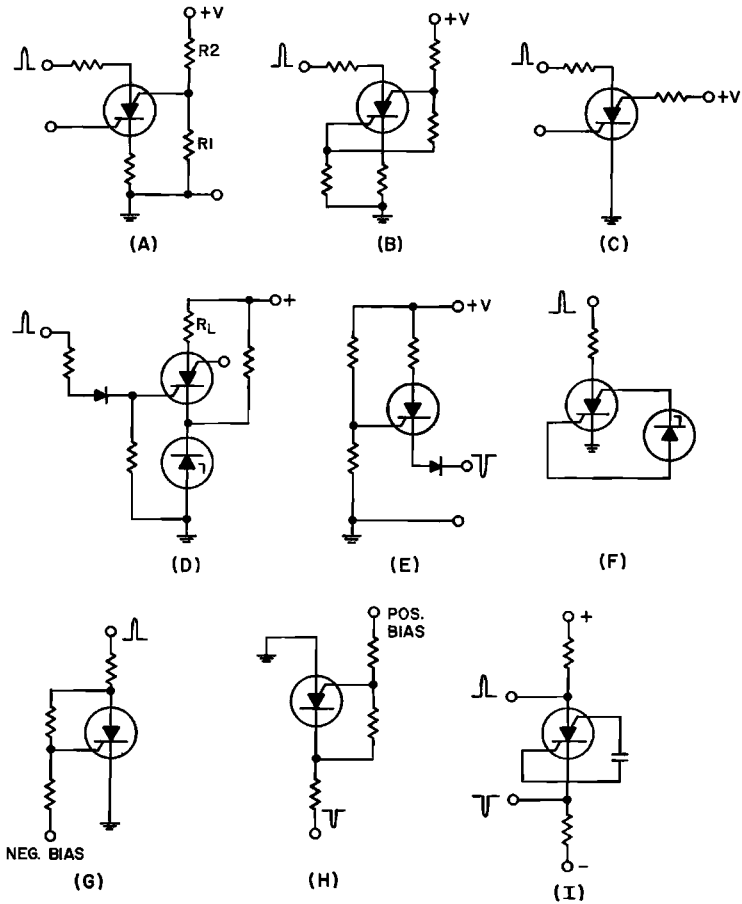 +V
R2
R1
(A)
+V
(B)
+V
(C)
+
RL
(D)
+V
(E)
(F)
NEG. BIAS
(G)
POS.
BIAS
(H)
+
-
(I)